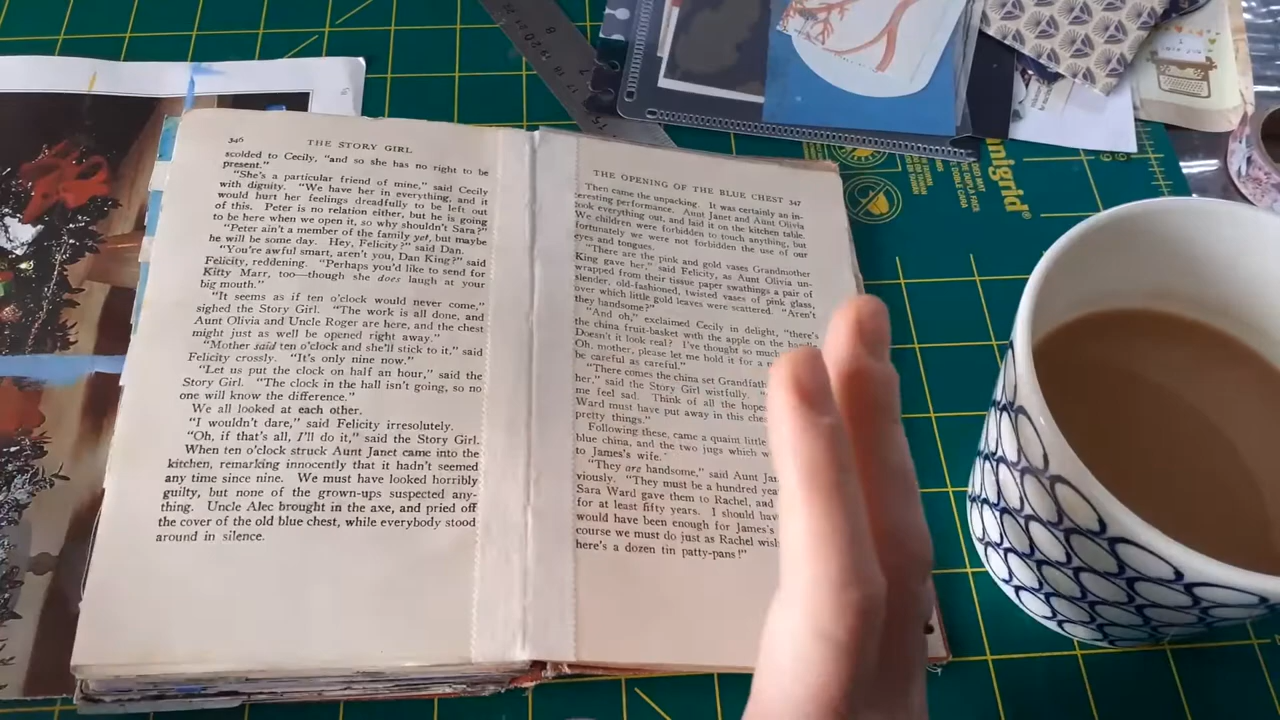 346 THE STORY GIRL
scolded to Cecily, "and so she has no right to be
present."
"She's a particular friend of mine," said Cecily
with dignity. "We have her in everything, and it
would hurt her feelings dreadfully to be left out
of this. Peter is no relation either, but he is going
to be here when we open it, so why shouldn't Sara?"
"Peter ain't a member of the family yet, but maybe
he will be some day. Hey, Felicity?" said Dan.
"You're awful smart, aren't you, Dan King?" said
Felicity, reddening. "Perhaps you'd like to send for
Kitty Marr, too—though she does laugh at your
big mouth."
"It seems as if ten o'clock would never come,"
sighed the Story Girl. "The work is all done, and
Aunt Olivia and Uncle Roger are here, and the chest
might just as well be opened right away."
"Mother said ten o'clock and she'll stick to it," said
Felicity crossly. "It's only nine now."
"Let us put the clock on half an hour," said the
Story Girl. "The clock in the hall isn't going, so no
one will know the difference."
We all looked at each other.
"I wouldn't dare," said Felicity irresolutely.
"Oh, if that's all, I'll do it," said the Story Girl.
When ten o'clock struck Aunt Janet came into the
kitchen, remarking innocently that it hadn't seemed
any time since nine. We must have looked horribly
guilty, but none of the grown-ups suspected any-
thing. Uncle Alec brought in the axe, and pried off
the cover of the old blue chest, while everybody stood
around in silence.
THE OPENING OF THE BLUE CHEST 347
Then came the unpacking. It was certainly an in-
teresting performance. Aunt Janet and Aunt Olivia
took everything out, and laid it on the kitchen table.
We children were forbidden to touch anything, but
fortunately we were not forbidden the use of our
eyes and tongues.
"There are the pink and gold vases Grandmother
King gave her," said Felicity, as Aunt Olivia un-
wrapped from their tissue paper swathings a pair of
slender, old-fashioned, twisted vases of pink glass,
over which little gold leaves were scattered. "Aren't
they handsome?"
"And oh," exclaimed Cecily in delight, "there's
the china fruit-basket with the apple on the handle
Doesn't it look real? I've thought so much
Oh, mother, please let me hold it for a
be careful as careful."
"There comes the china set Grandfath
her," said the Story Girl wistfully.
me feel sad. Think of all the hopes
Ward must have put away in this che
pretty things."
Following these, came a quaint little
blue china, and the two jugs which w
to James's wife.
"They are handsome," said Aunt Ja
viously. "They must be a hundred yea
Sara Ward gave them to Rachel, and
for at least fifty years. I should hav
would have been enough for James's
course we must do just as Rachel wish
here's a dozen tin patty-pans!"
nigrid®